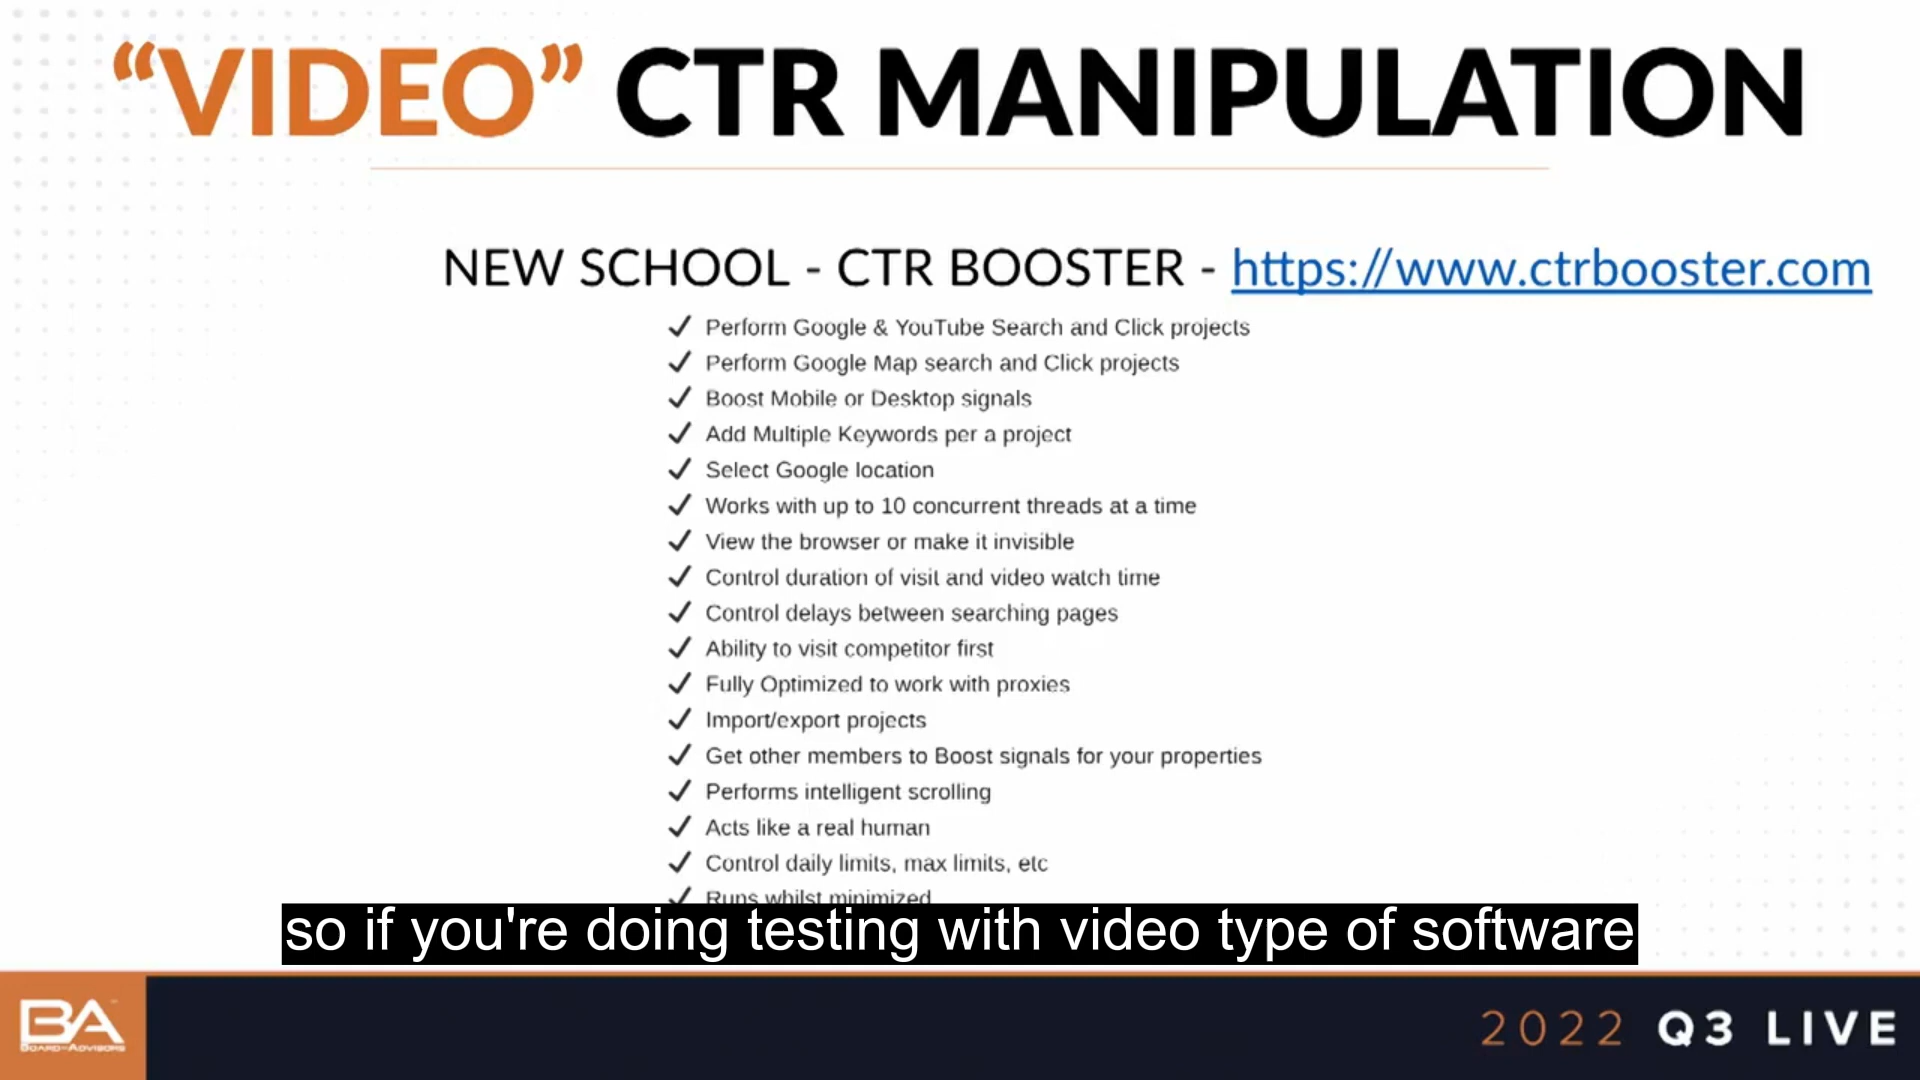 “VIDEO” CTR MANIPULATION
NEW SCHOOL - CTR BOOSTER - https://www.ctrbooster.com
✓ Perform Google & YouTube Search and Click projects
✓ Perform Google Map search and Click projects
✓ Boost Mobile or Desktop signals
✓ Add Multiple Keywords per a project
✓ Select Google location
✓ Works with up to 10 concurrent threads at a time
✓ View the browser or make it invisible
✓ Control duration of visit and video watch time
✓ Control delays between searching pages
✓ Ability to visit competitor first
✓ Fully Optimized to work with proxies
✓ Import/export projects
✓ Get other members to Boost signals for your properties
✓ Performs intelligent scrolling
✓ Acts like a real human
✓ Control daily limits, max limits, etc
✓ Runs whilst minimized
so if you're doing testing with video type of software
BA
BOARD OF ADVISORS
2022 Q3 LIVE